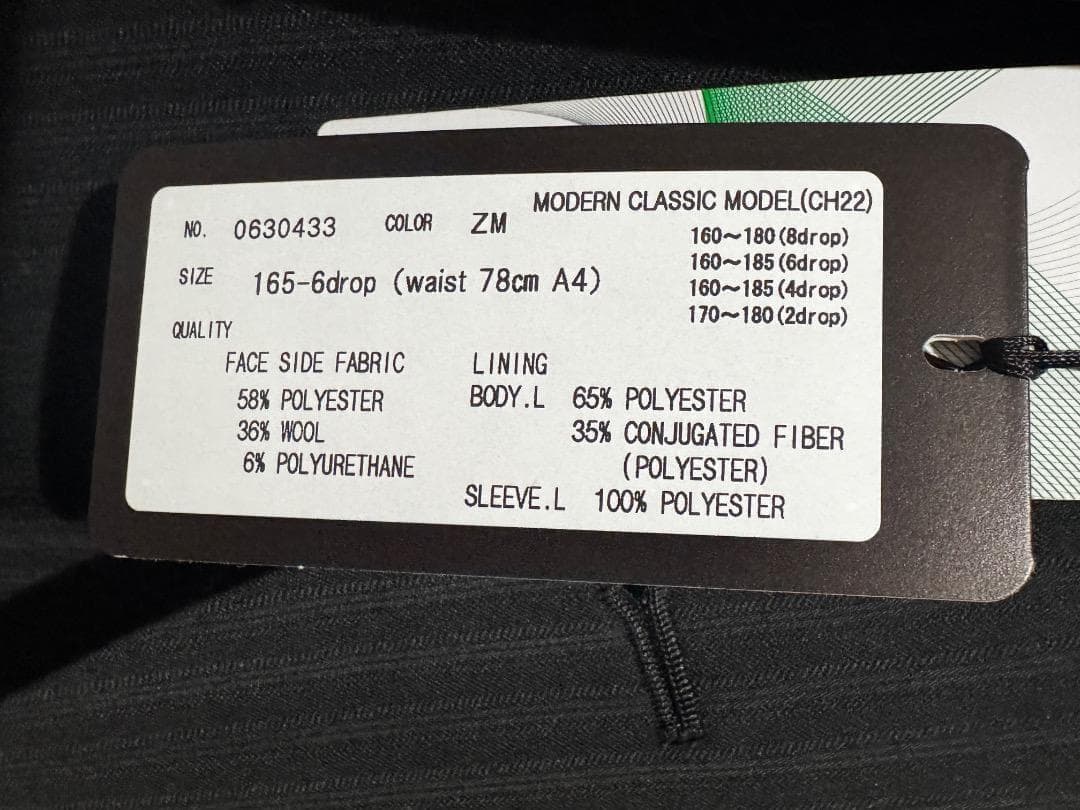 MODERN CLASSIC MODEL(CH22)
NO. 0630433 COLOR ZM
160〜180(8drop)
160〜185(6drop)
160〜185(4drop)
170〜180(2drop)
SIZE 165-6drop (waist 78cm A4)
QUALITY
FACE SIDE FABRIC
58% POLYESTER
36% WOOL
6% POLYURETHANE
LINING
BODY.L 65% POLYESTER
35% CONJUGATED FIBER
(POLYESTER)
SLEEVE.L 100% POLYESTER